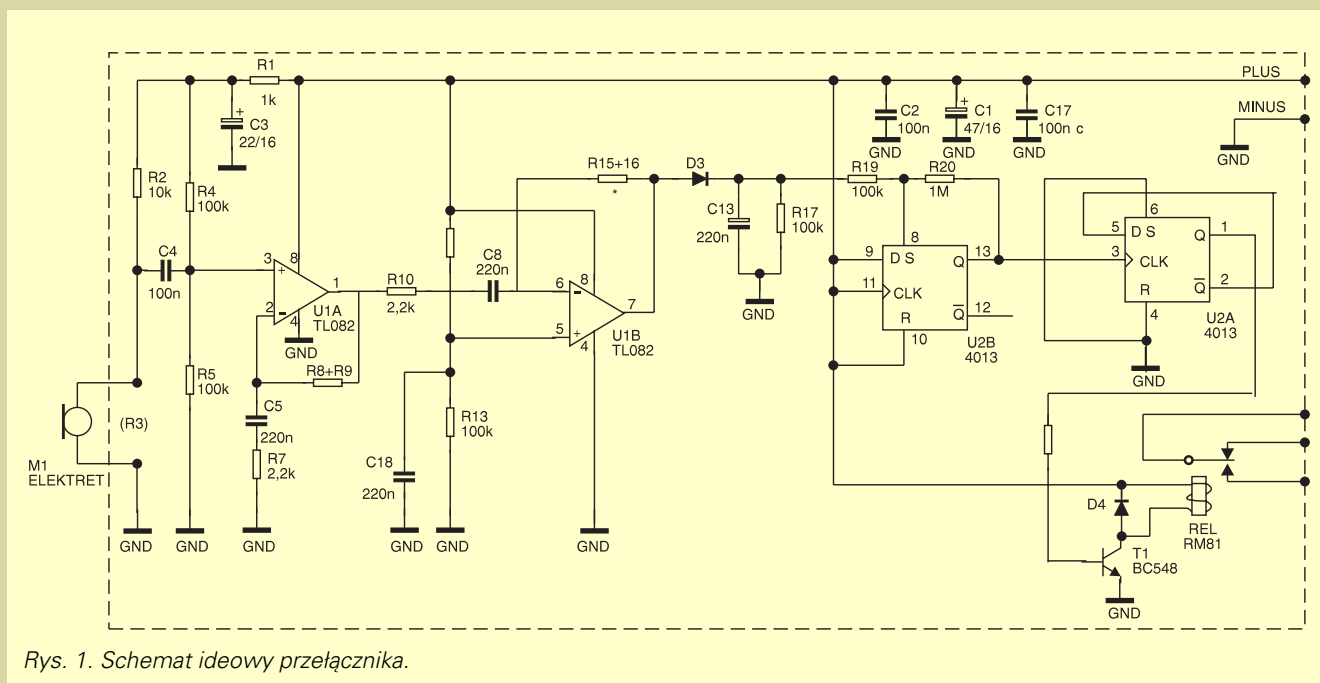 R1
1k
PLUS
MINUS
+
C3
22/16
C2
100n
+
C1
47/16
C17
100n c
GND
GND
GND
GND
R2
10k
R4
100k
R15+16
*
D3
R19
100k
R20
1M
C13
220n
R17
100k
GND
C4
100n
3
8
+
-
2
4
1
U1A
TL082
GND
R10
2,2k
C8
220n
6
8
-
5
+
4
7
U1B
TL082
8
9
D S
Q
13
11
CLK
R
Q
12
10
U2B
4013
6
5
D S
Q
1
3
CLK
R
Q
2
4
U2A
4013
GND
R8+R9
R5
100k
(R3)
M1
ELEKTRET
C5
220n
R7
2,2k
R13
100k
C18
220n
D4
REL
RM81
T1
BC548
GND
GND
GND
GND
GND
GND
GND
Rys. 1. Schemat ideowy przełącznika.